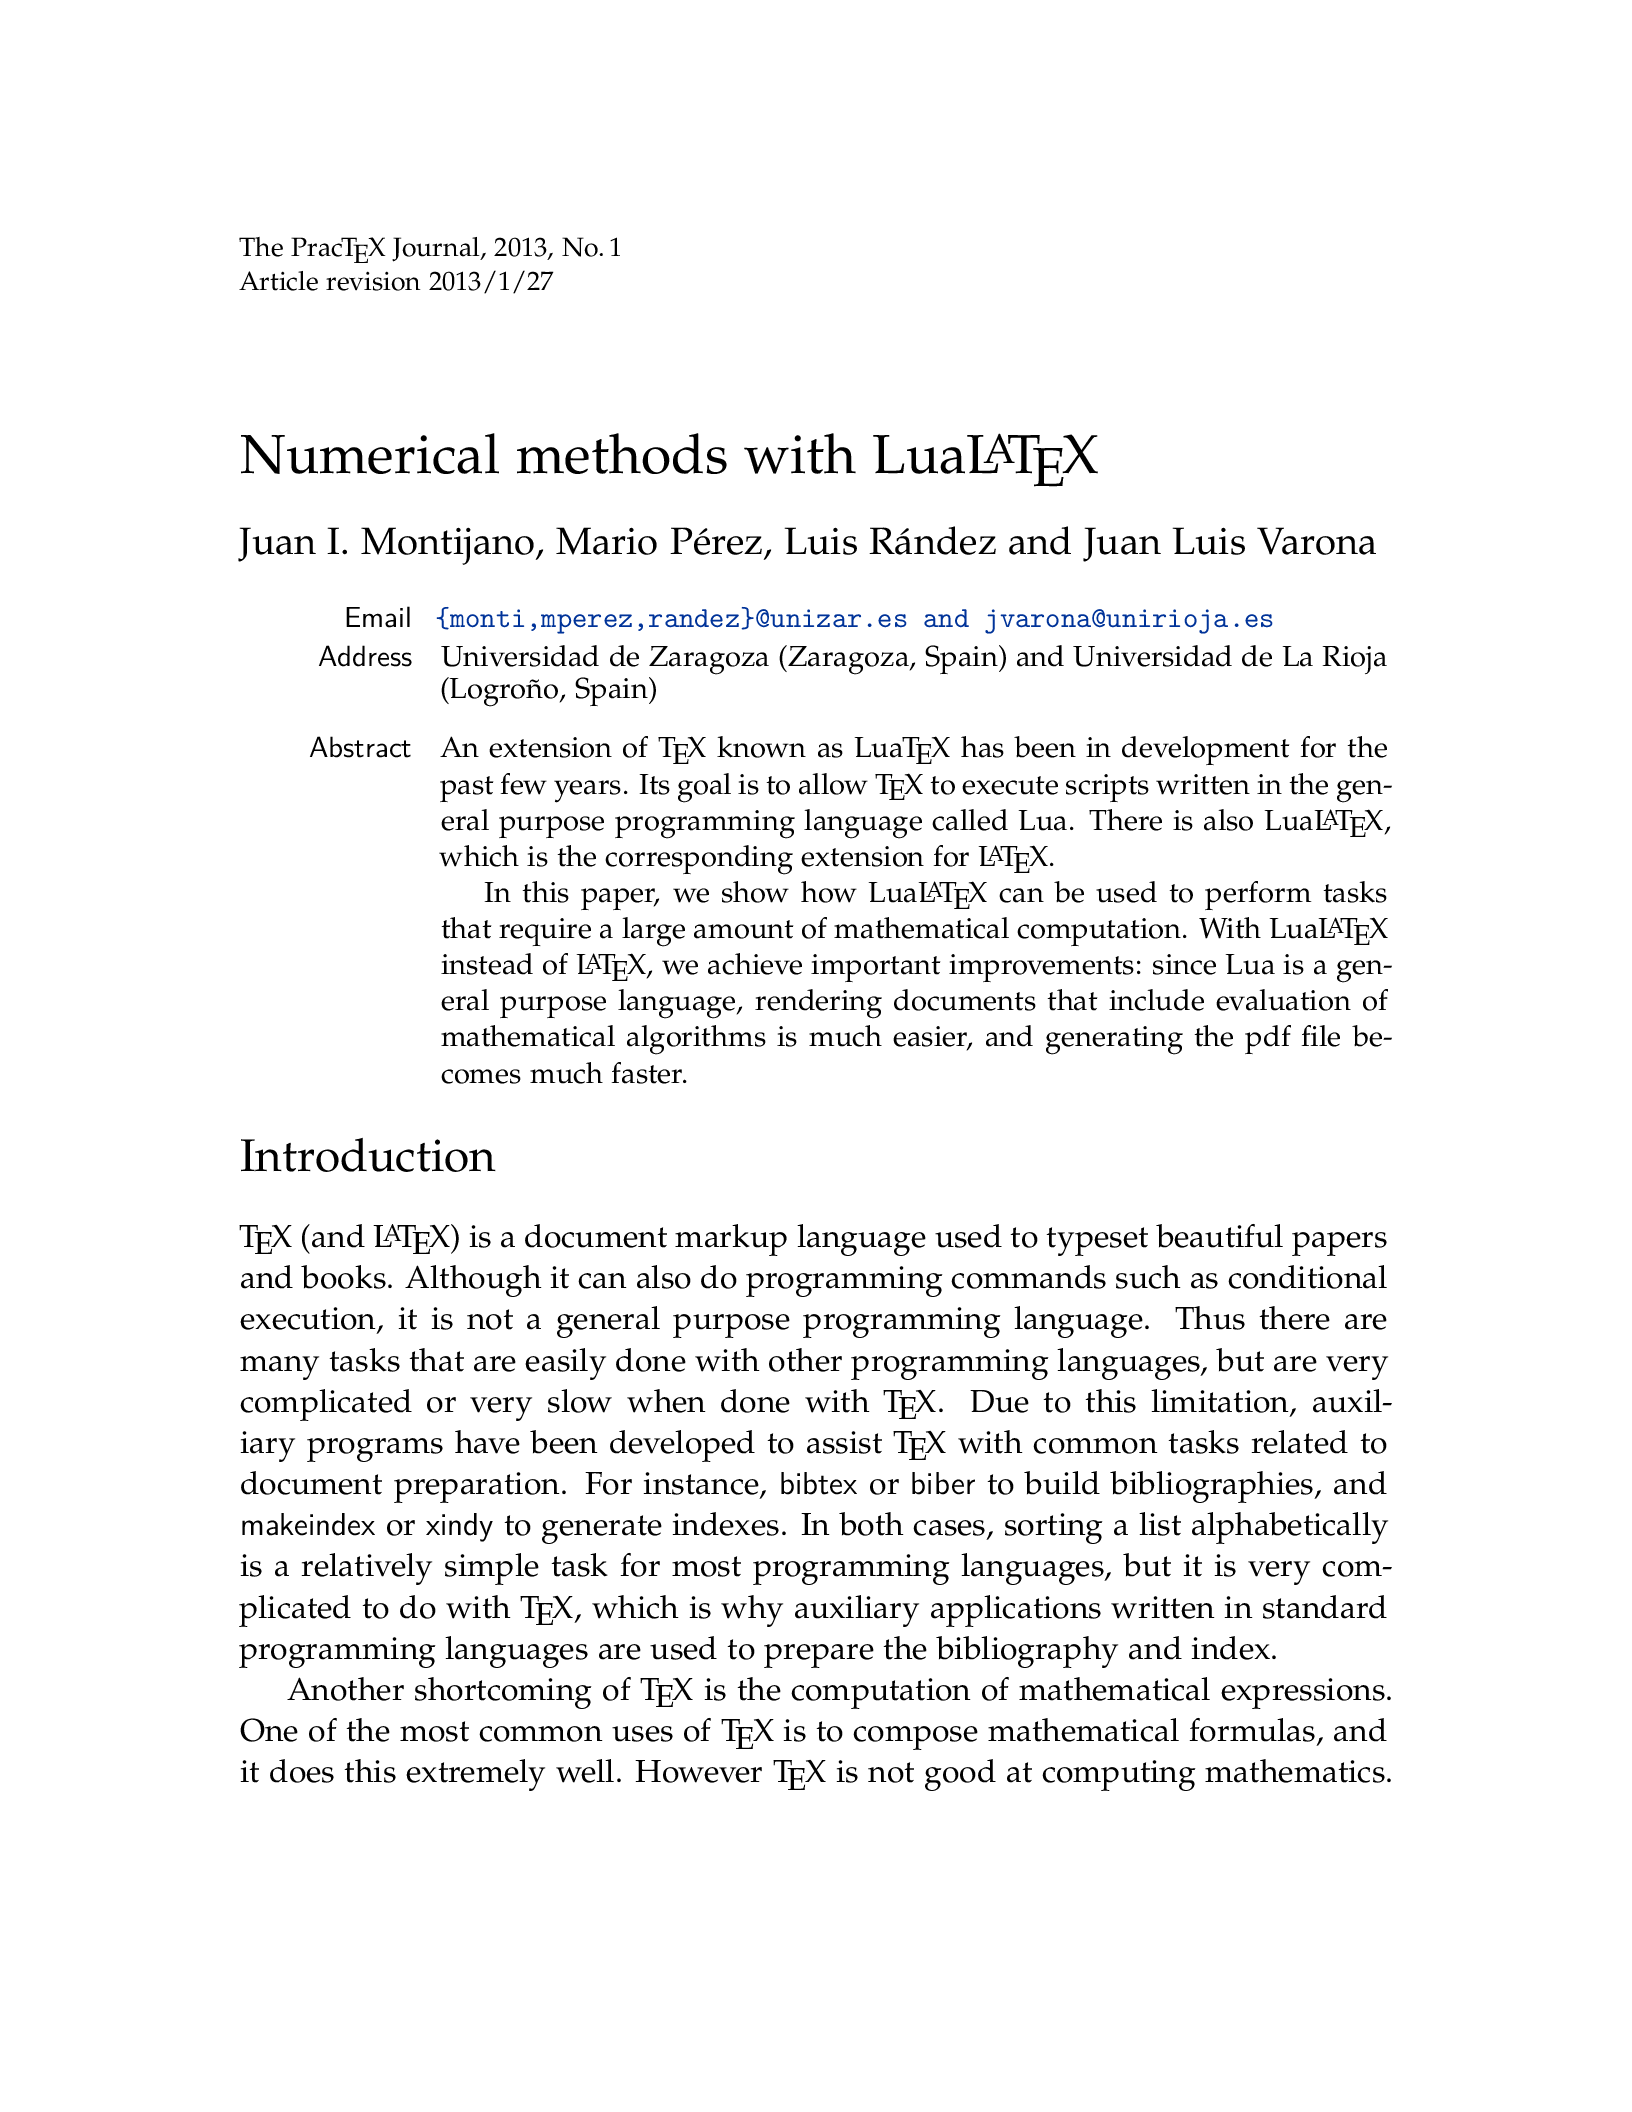 The PracTEX Journal, 2013, No. 1
Article revision 2013/1/27
Numerical methods with LuaLATEX
Juan I. Montijano, Mario Pérez, Luis Rández and Juan Luis Varona
Email {monti,mperez,randez}@unizar.es and jvarona@unirioja.es
Address Universidad de Zaragoza (Zaragoza, Spain) and Universidad de La Rioja
(Logroño, Spain)
Abstract An extension of TEX known as LuaTEX has been in development for the
past few years. Its goal is to allow TEX to execute scripts written in the gen-
eral purpose programming language called Lua. There is also LuaLATEX,
which is the corresponding extension for LATEX.
In this paper, we show how LuaLATEX can be used to perform tasks
that require a large amount of mathematical computation. With LuaLATEX
instead of LATEX, we achieve important improvements: since Lua is a gen-
eral purpose language, rendering documents that include evaluation of
mathematical algorithms is much easier, and generating the pdf file be-
comes much faster.
Introduction
TEX (and LATEX) is a document markup language used to typeset beautiful papers
and books. Although it can also do programming commands such as conditional
execution, it is not a general purpose programming language. Thus there are
many tasks that are easily done with other programming languages, but are very
complicated or very slow when done with TEX. Due to this limitation, auxil-
iary programs have been developed to assist TEX with common tasks related to
document preparation. For instance, bibtex or biber to build bibliographies, and
makeindex or xindy to generate indexes. In both cases, sorting a list alphabetically
is a relatively simple task for most programming languages, but it is very com-
plicated to do with TEX, which is why auxiliary applications written in standard
programming languages are used to prepare the bibliography and index.
Another shortcoming of TEX is the computation of mathematical expressions.
One of the most common uses of TEX is to compose mathematical formulas, and
it does this extremely well. However TEX is not good at computing mathematics.